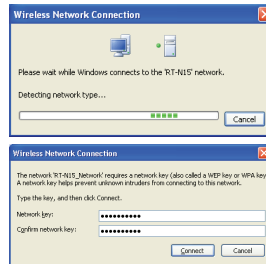 Wireless Network Connection
Please wait while Windows connects to the 'RT-N15' network.
Detecting network type...
Cancel
Wireless Network Connection
The network 'RT-N15_Network' requires a network key (also called a WEP key or WPA key
A network key helps prevent unknown intruders from connecting to this network.
Type the key, and then click Connect.
Network key: ••••••••••
Confirm network key: ••••••••••
Connect Cancel